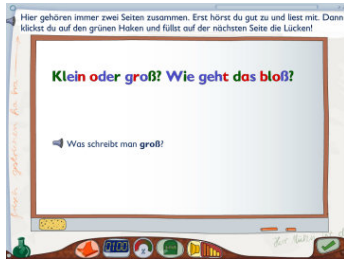 Hier gehören immer zwei Seiten zusammen. Erst hörst du gut zu und liest mit. Dann
klickst du auf den grünen Haken und füllst auf der nächsten Seite die Lücken!
Klein oder groß? Wie geht das bloß?
Was schreibt man groß?